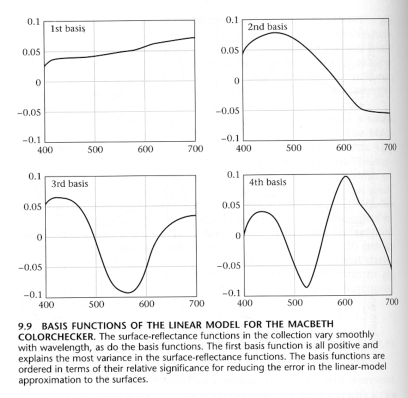 0.1
1st basis
0.05
0
−0.05
−0.1
400 500 600 700
0.1
2nd basis
0.05
0
−0.05
−0.1
400 500 600 700
0.1
3rd basis
0.05
0
−0.05
−0.1
400 500 600 700
0.1
4th basis
0.05
0
−0.05
−0.1
400 500 600 700
9.9 BASIS FUNCTIONS OF THE LINEAR MODEL FOR THE MACBETH
COLORCHECKER. The surface-reflectance functions in the collection vary smoothly
with wavelength, as do the basis functions. The first basis function is all positive and
explains the most variance in the surface-reflectance functions. The basis functions are
ordered in terms of their relative significance for reducing the error in the linear-model
approximation to the surfaces.